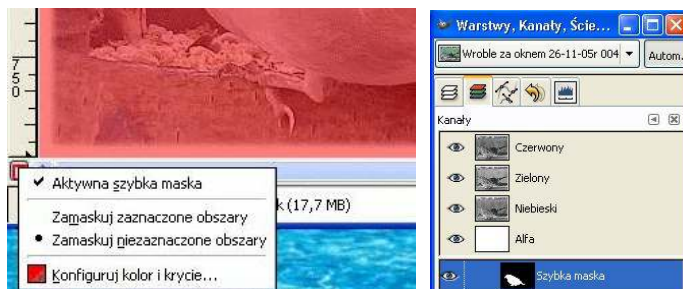 750
Aktywna szybka maska
k (17,7 MB)
Zamaskuj zaznaczone obszary
Zamaskuj niezaznaczone obszary
Konfiguruj kolor i krycie...
Warstwy, Kanały, Ście...
Wroble za oknem 26-11-05r 004
Autom.
Kanały
Czerwony
Zielony
Niebieski
Alfa
Szybka maska